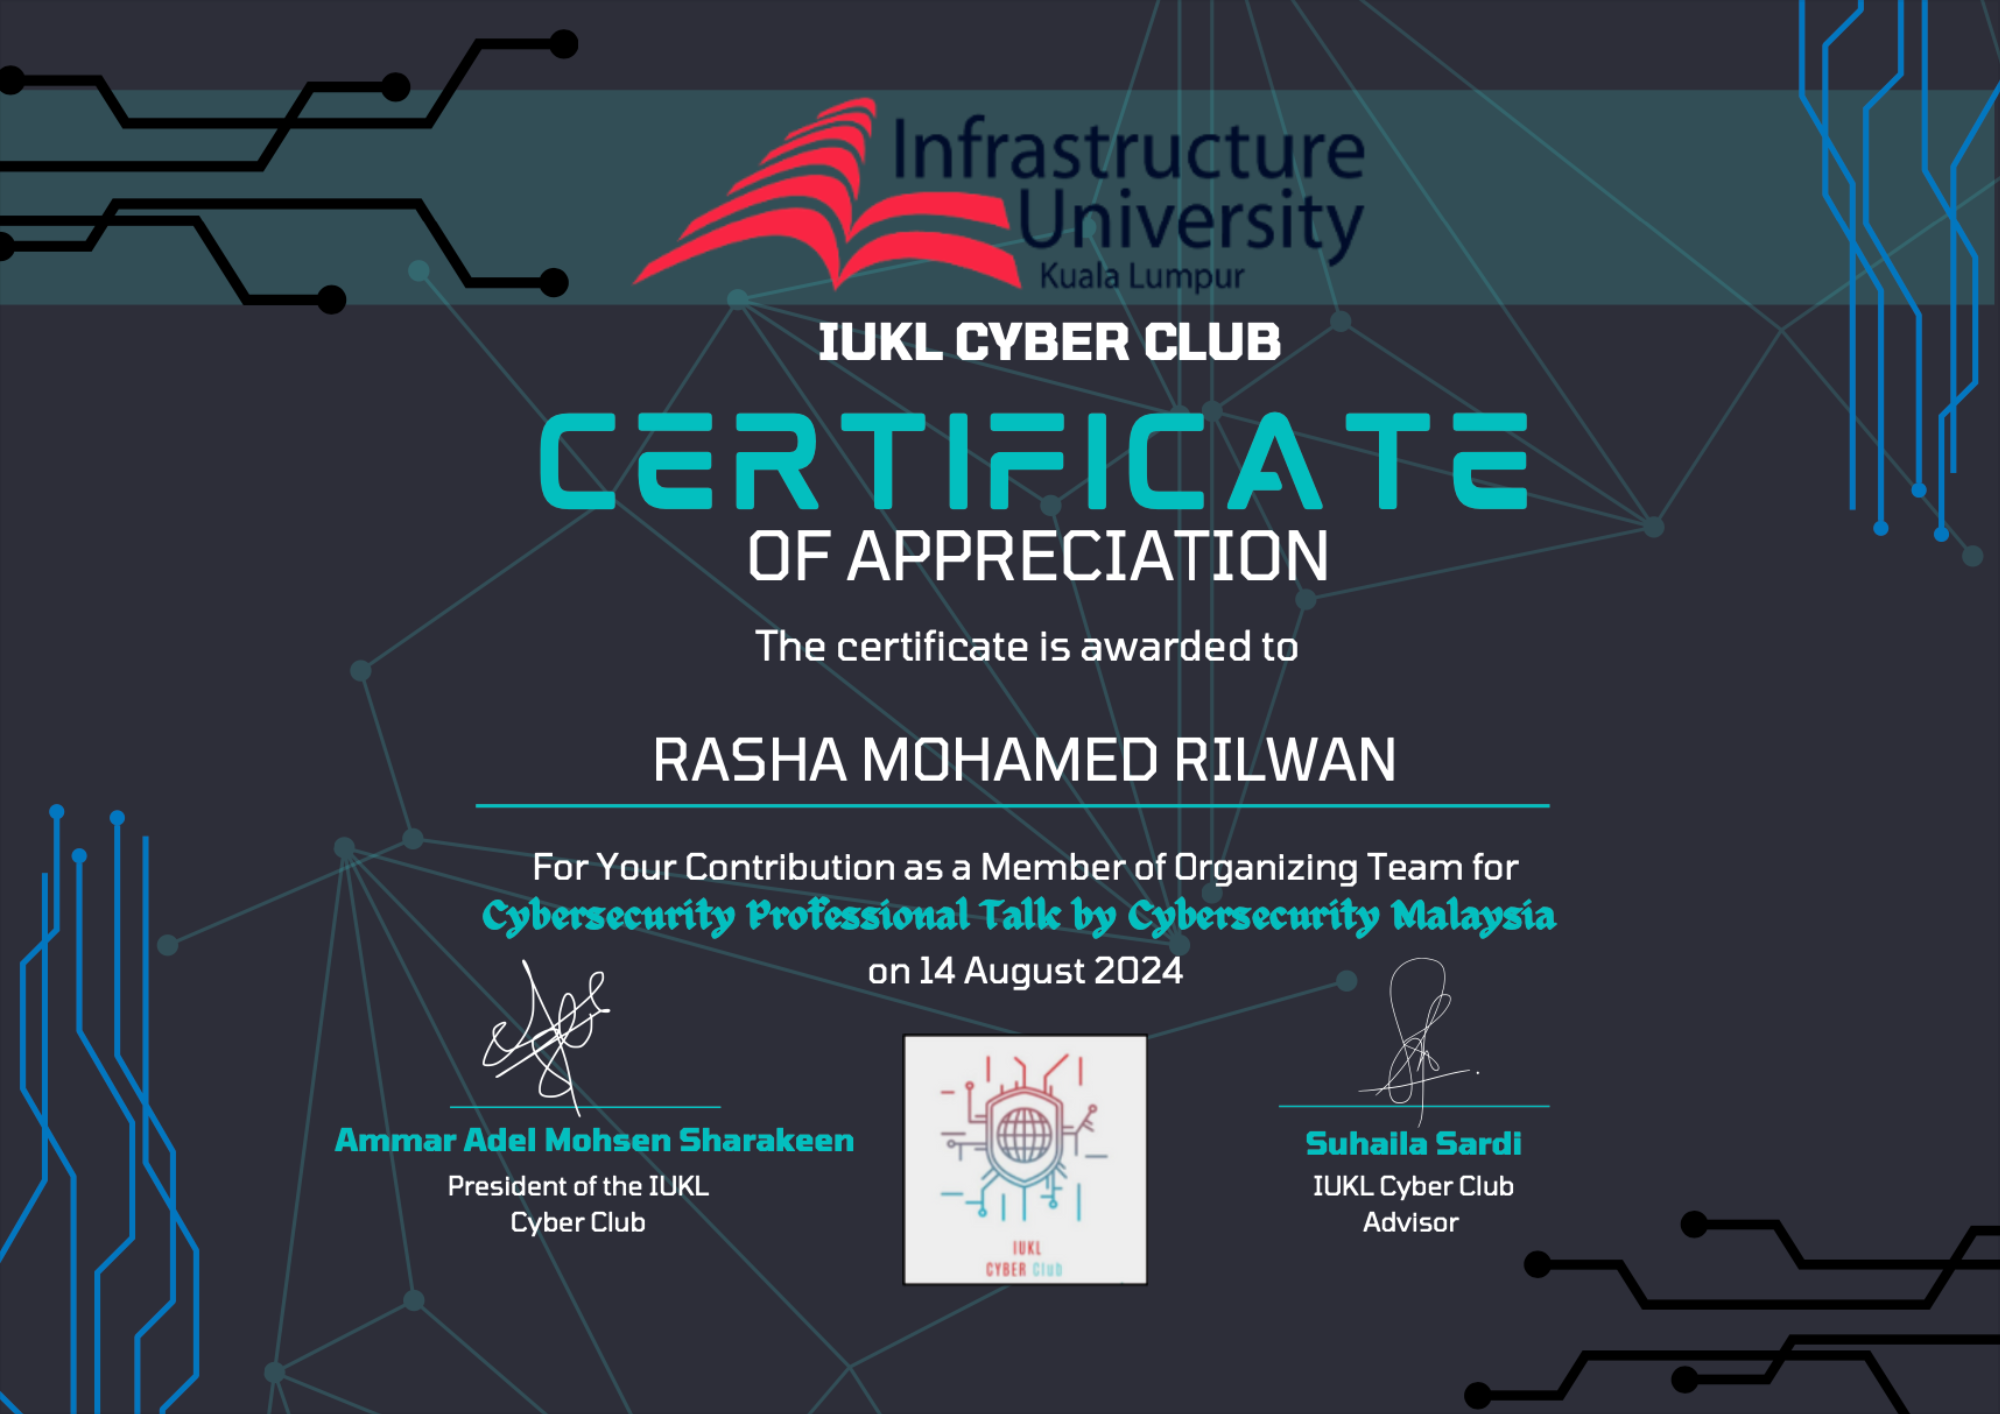 Infrastructure
University
Kuala Lumpur
IUKL CYBER CLUB
CERTIFICATE
OF APPRECIATION
The certificate is awarded to
RASHA MOHAMED RILWAN
For Your Contribution as a Member of Organizing Team for
Cybersecurity Professional Talk by Cybersecurity Malaysia
on 14 August 2024
Ammar Adel Mohsen Sharakeen
President of the IUKL
Cyber Club
IUKL
CYBER Club
Suhaila Sardi
IUKL Cyber Club
Advisor